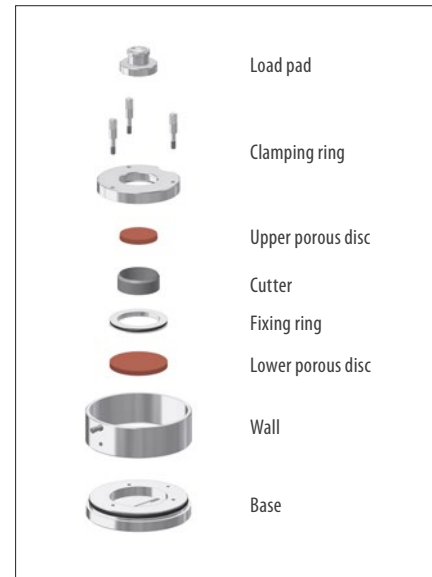 Load pad
Clamping ring
Upper porous disc
Cutter
Fixing ring
Lower porous disc
Wall
Base